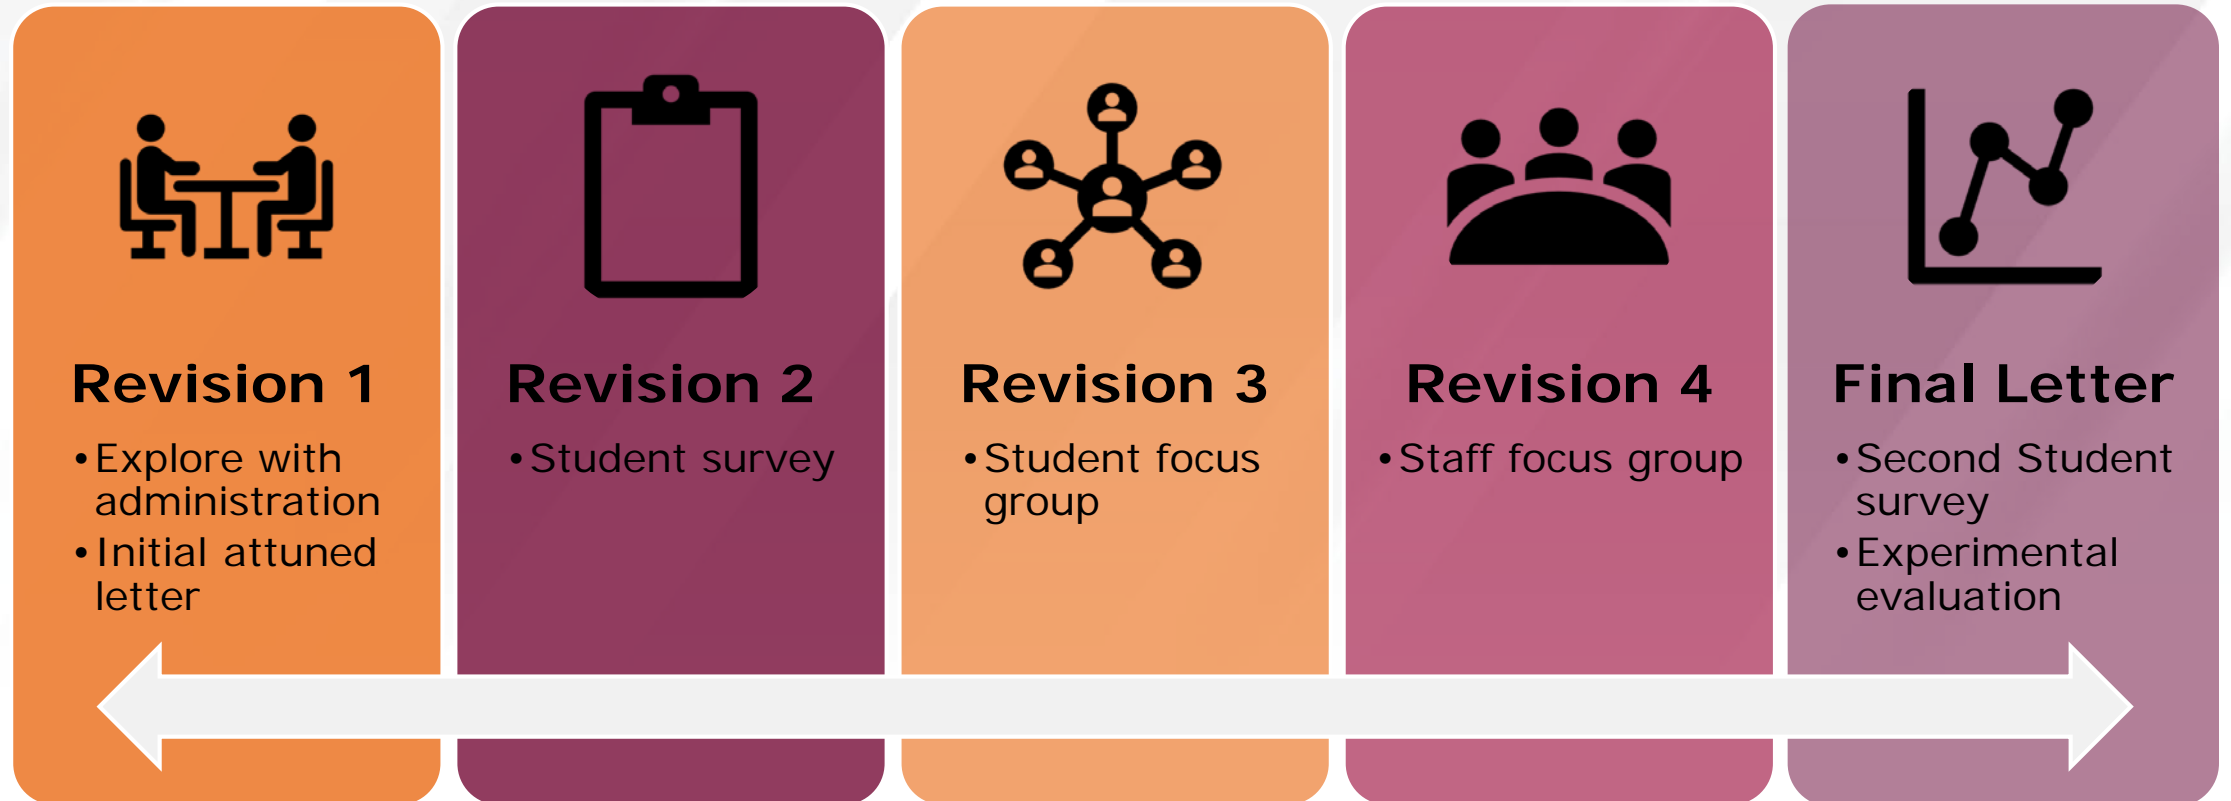 Revision 1
• Explore with
administration
• Initial attuned
letter
Revision 2
• Student survey
Revision 3
• Student focus
group
Revision 4
• Staff focus group
Final Letter
• Second Student
survey
• Experimental
evaluation